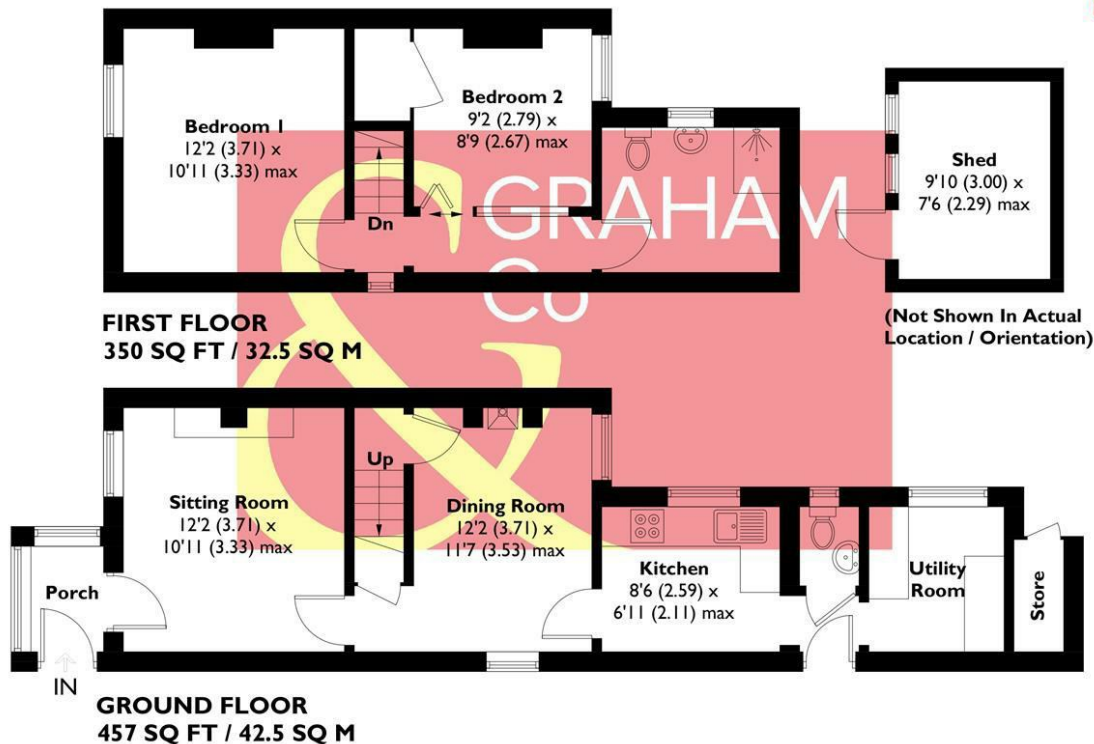 Bedroom 1
12'2 (3.71) x
10'11 (3.33) max
Bedroom 2
9'2 (2.79) x
8'9 (2.67) max
Dn
Shed
9'10 (3.00) x
7'6 (2.29) max
& GRAHAM
Co
FIRST FLOOR
350 SQ FT / 32.5 SQ M
(Not Shown In Actual
Location / Orientation)
Sitting Room
12'2 (3.71) x
10'11 (3.33) max
Up
Dining Room
12'2 (3.71) x
11'7 (3.53) max
Kitchen
8'6 (2.59) x
6'11 (2.11) max
Utility
Room
Store
Porch
IN
GROUND FLOOR
457 SQ FT / 42.5 SQ M